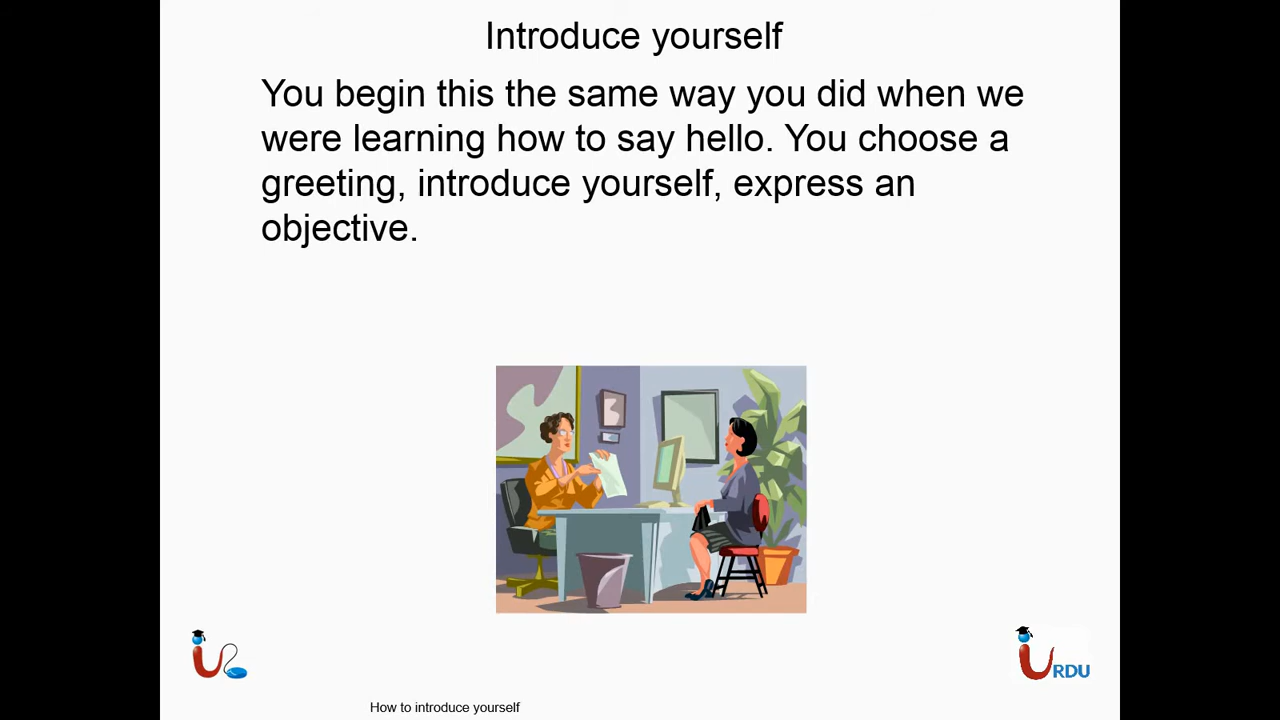 Introduce yourself
You begin this the same way you did when we
were learning how to say hello. You choose a
greeting, introduce yourself, express an
objective.
URDU
How to introduce yourself